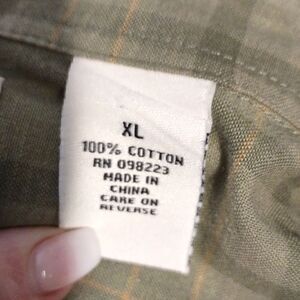 XL
100% COTTON
RN 098223
MADE IN
CHINA
CARE ON
REVERSE